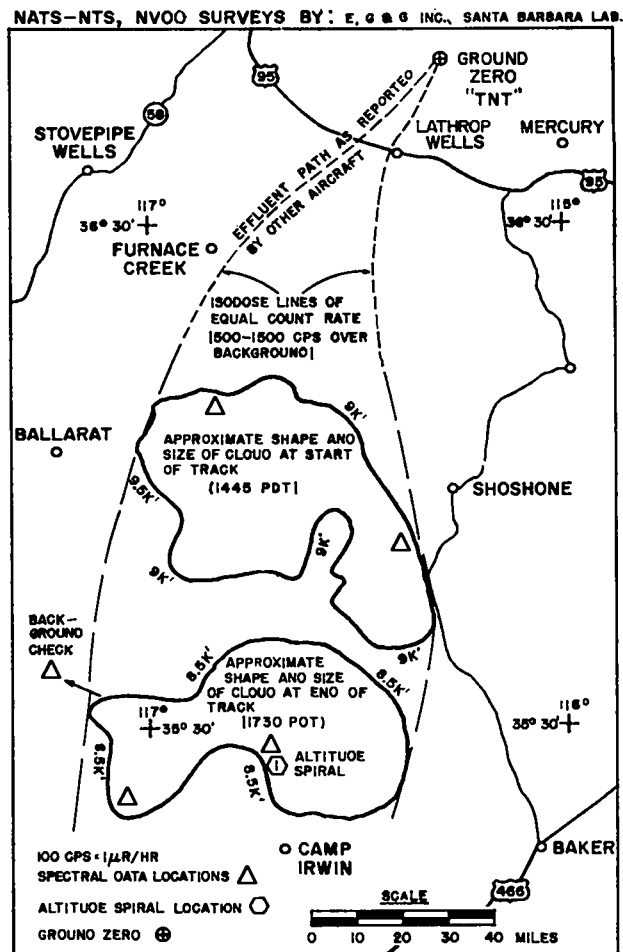 NATS-NTS, NVOO SURVEYS BY: E, G & G INC., SANTA BARBARA LAB.
95
GROUND
ZERO
"TNT"
58
STOVEPIPE
WELLS
LATHROP
WELLS
MERCURY
95
EFFLUENT PATH AS REPORTED
BY OTHER AIRCRAFT
117°
36° 30'
115°
36° 30'
FURNACE
CREEK
ISODOSE LINES OF
EQUAL COUNT RATE
|500-1500 CPS OVER
BACKGROUND|
BALLARAT
9K'
APPROXIMATE SHAPE AND
SIZE OF CLOUD AT START
OF TRACK
(1445 PDT|
9.5K'
SHOSHONE
9K'
9K'
9K'
BACK-
GROUND
CHECK
8.5K'
APPROXIMATE
SHAPE AND SIZE
OF CLOUD AT END OF
TRACK
|1730 PDT)
8.5K'
117°
35° 30'
116°
35° 30'
8.5K'
8.5K'
1
ALTITUDE
SPIRAL
CAMP
IRWIN
BAKER
100 CPS=1μR/HR
SPECTRAL DATA LOCATIONS
ALTITUDE SPIRAL LOCATION
GROUND ZERO
466
SCALE
0 10 20 30 40 MILES